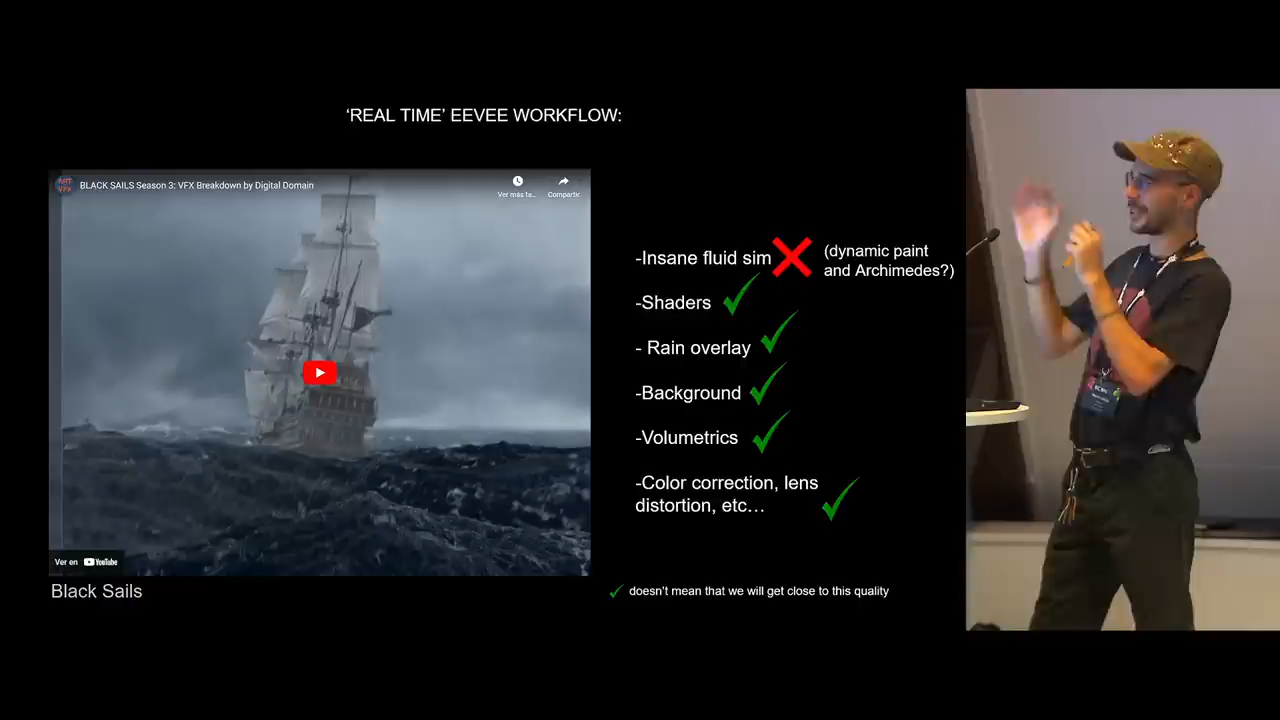 ‘REAL TIME’ EEVEE WORKFLOW:
BLACK SAILS Season 3: VFX Breakdown by Digital Domain
Ver más ta...
Compartir
-Insane fluid sim
(dynamic paint
and Archimedes?)
-Shaders
- Rain overlay
-Background
-Volumetrics
-Color correction, lens
distortion, etc…
Ver en YouTube
Black Sails
doesn't mean that we will get close to this quality